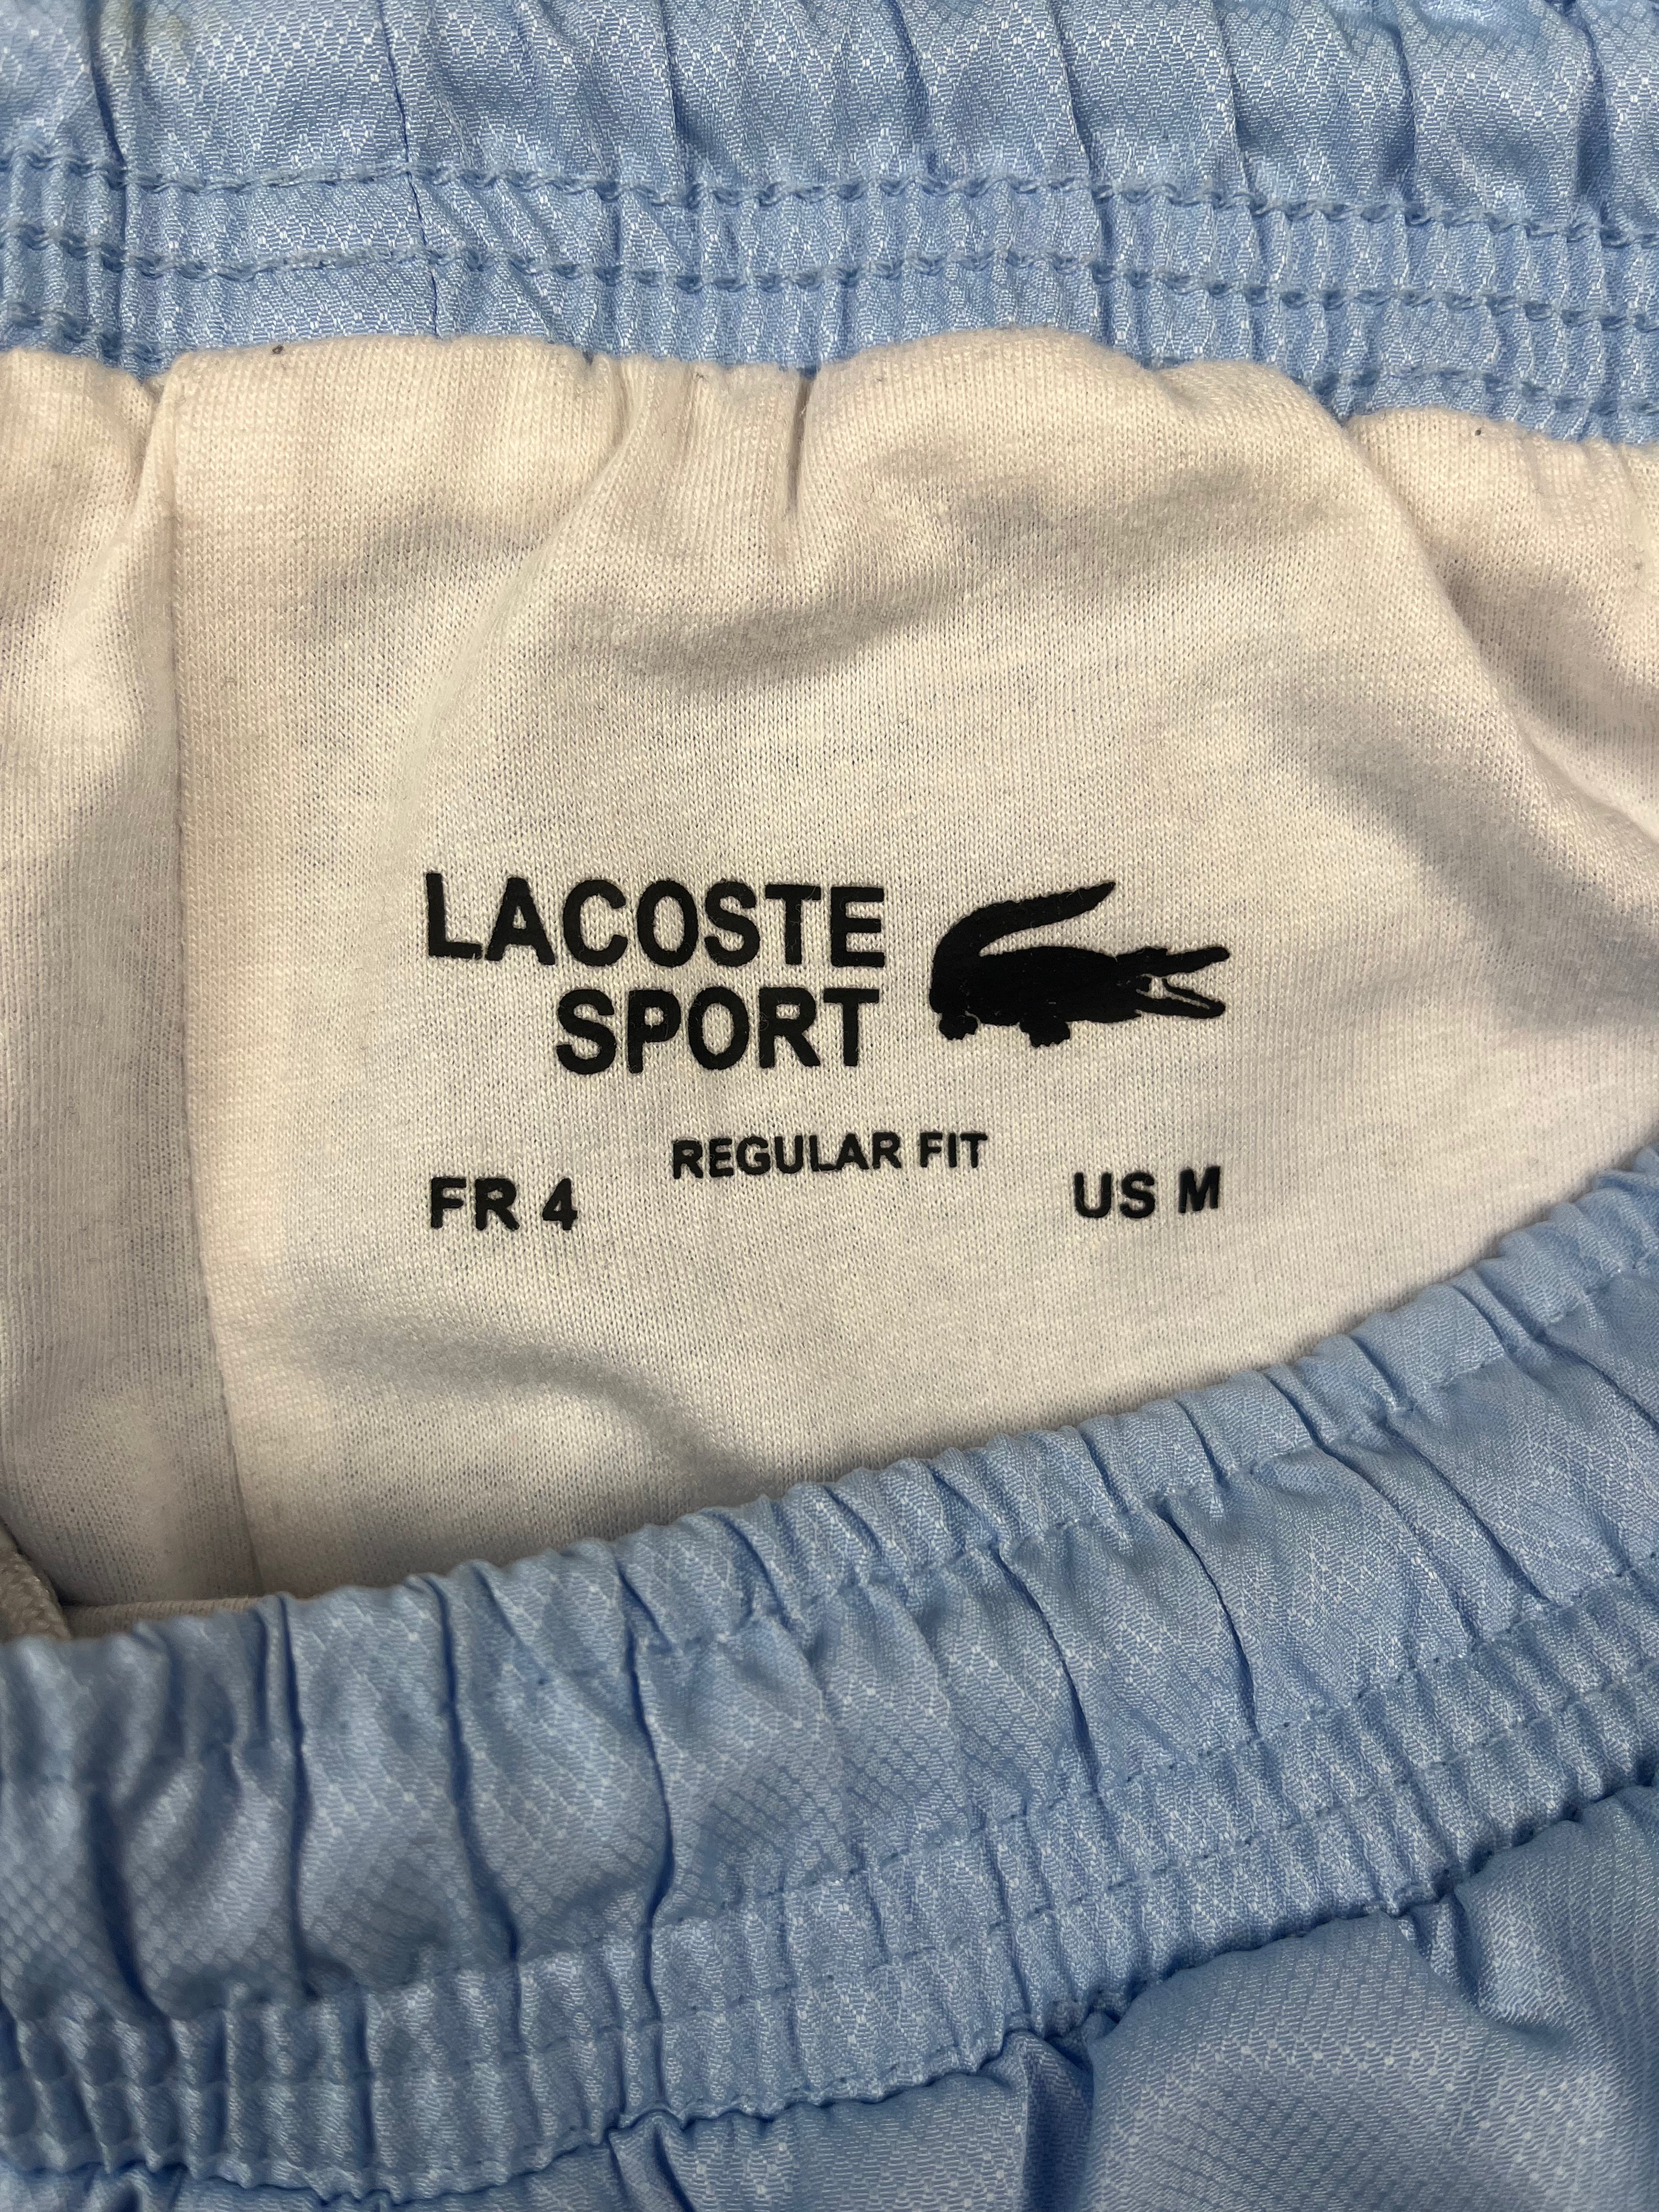 LACOSTE
SPORT
REGULAR FIT
FR 4
US M